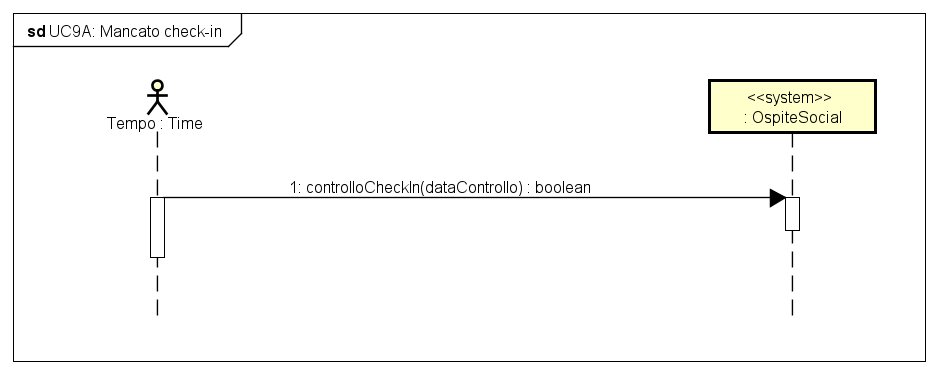 sd UC9A: Mancato check-in
Tempo : Time
<<system>>
: OspiteSocial
1: controlloCheckIn(dataControllo) : boolean